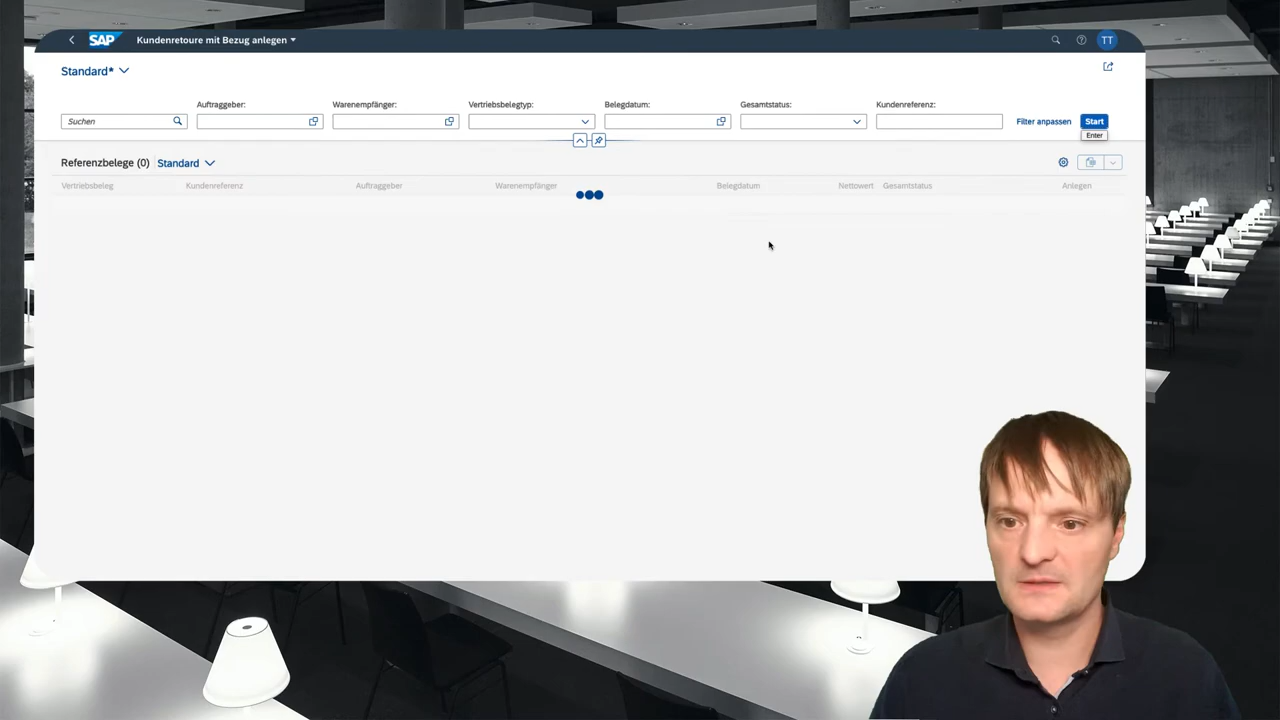 SAP Kundenretoure mit Bezug anlegen TT
Standard*
Auftraggeber: Warenempfänger: Vertriebsbelegtyp: Belegdatum: Gesamtstatus: Kundenreferenz:
Suchen Filter anpassen Start
Enter
Referenzbelege (0) Standard
Vertriebsbeleg Kundenreferenz Auftraggeber Warenempfänger Belegdatum Nettowert Gesamtstatus Anlegen